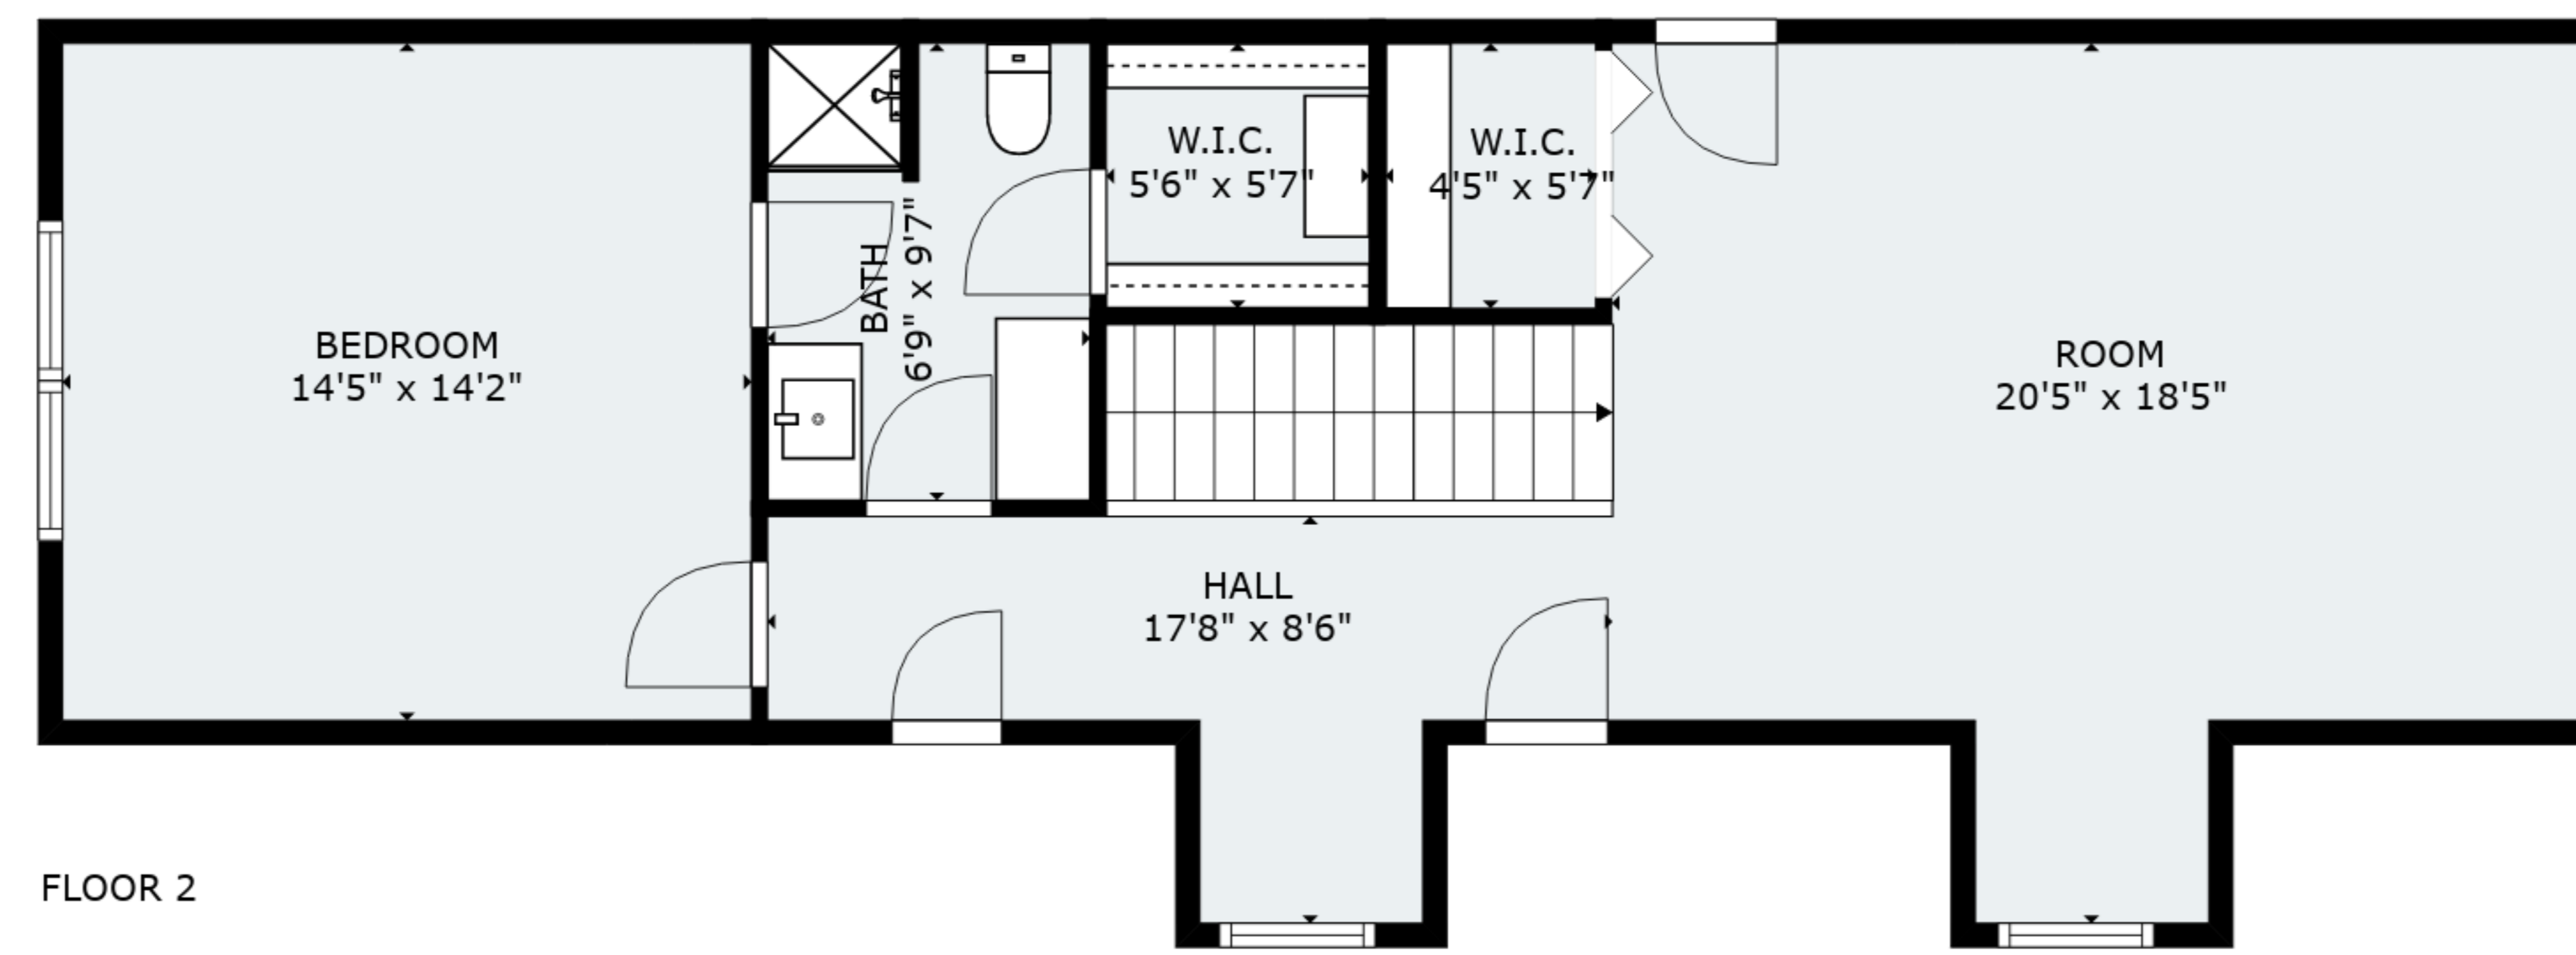 BEDROOM
14'5" x 14'2"
BATH
6'9" x 9'7"
W.I.C.
5'6" x 5'7"
W.I.C.
4'5" x 5'7"
ROOM
20'5" x 18'5"
HALL
17'8" x 8'6"
FLOOR 2